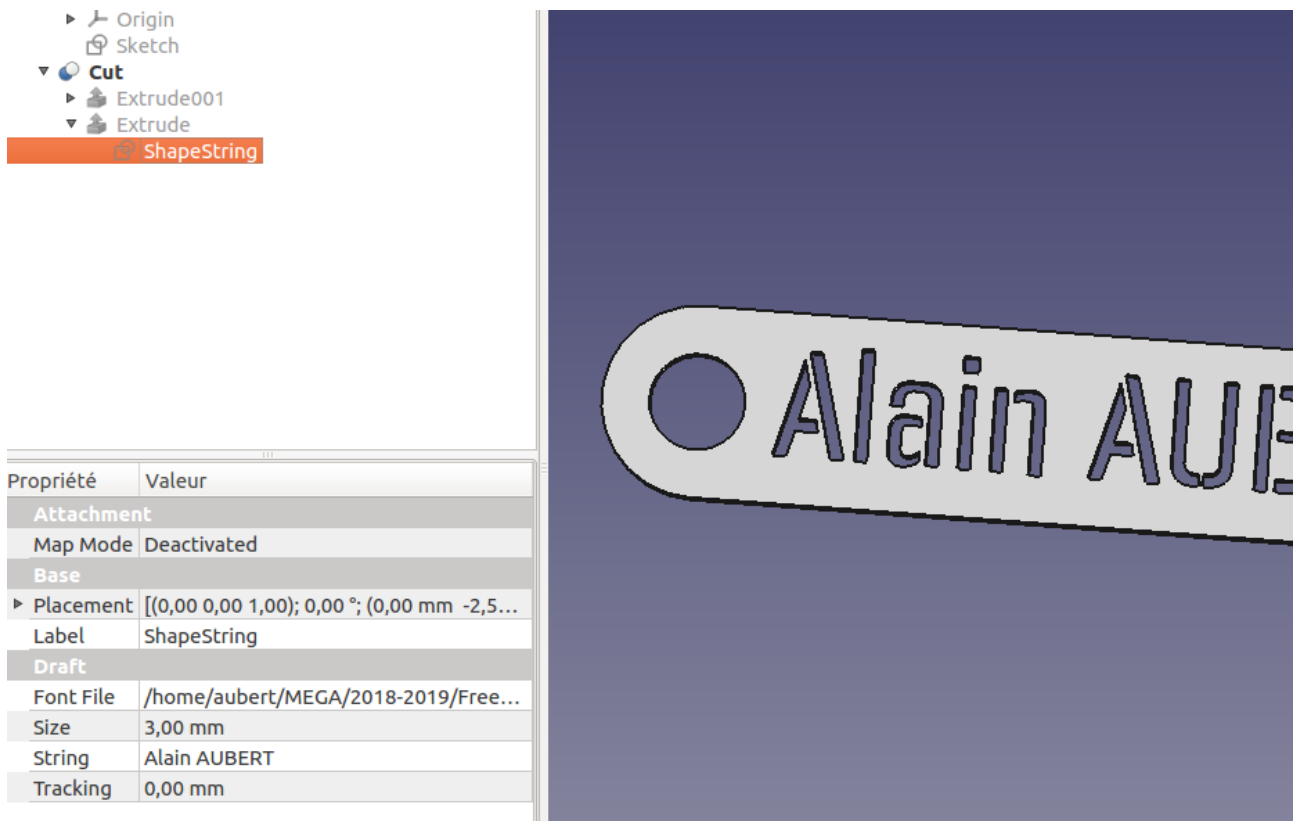 Origin
Sketch
Cut
Extrude001
Extrude
ShapeString
Propriété Valeur
Attachment
Map Mode Deactivated
Base
Placement [(0,00 0,00 1,00); 0,00 °; (0,00 mm -2,5...
Label ShapeString
Draft
Font File /home/aubert/MEGA/2018-2019/Free...
Size 3,00 mm
String Alain AUBERT
Tracking 0,00 mm
Alain AUB